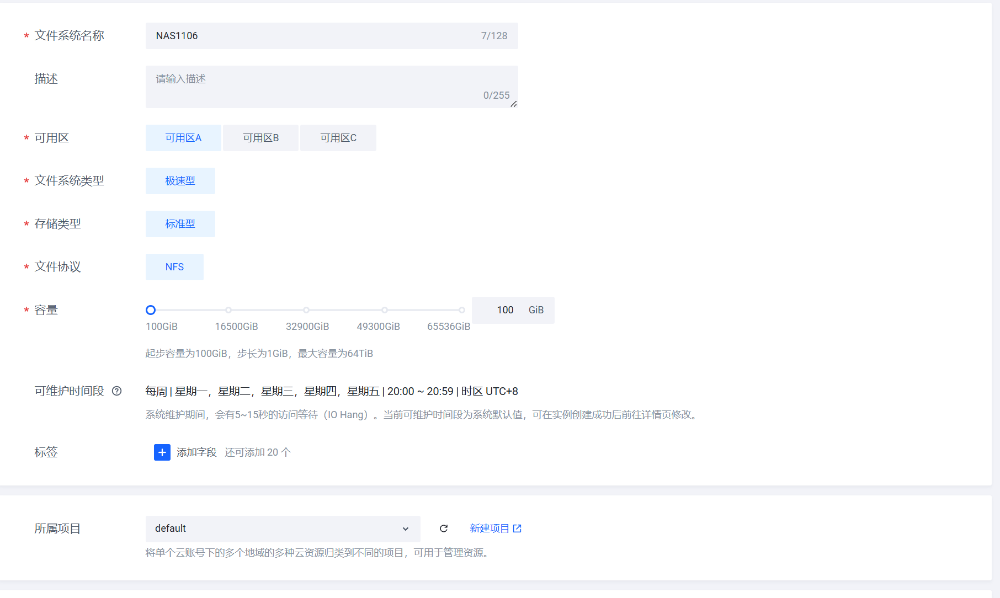 * 文件系统名称 NAS1106 7/128
描述 请输入描述
0/255
* 可用区 可用区A 可用区B 可用区C
* 文件系统类型 极速型
* 存储类型 标准型
* 文件协议 NFS
* 容量 100 GiB
100GiB 16500GiB 32900GiB 49300GiB 65536GiB
起步容量为100GiB，步长为1GiB，最大容量为64TiB
可维护时间段 ? 每周 | 星期一，星期二，星期三，星期四，星期五 | 20:00 ~ 20:59 | 时区 UTC+8
系统维护期间，会有5~15秒的访问等待（IO Hang）。当前可维护时间段为系统默认值，可在实例创建成功后前往详情页修改。
标签 + 添加字段 还可添加 20 个
所属项目 default 新建项目
将单个云账号下的多个地域的多种云资源归类到不同的项目，可用于管理资源。